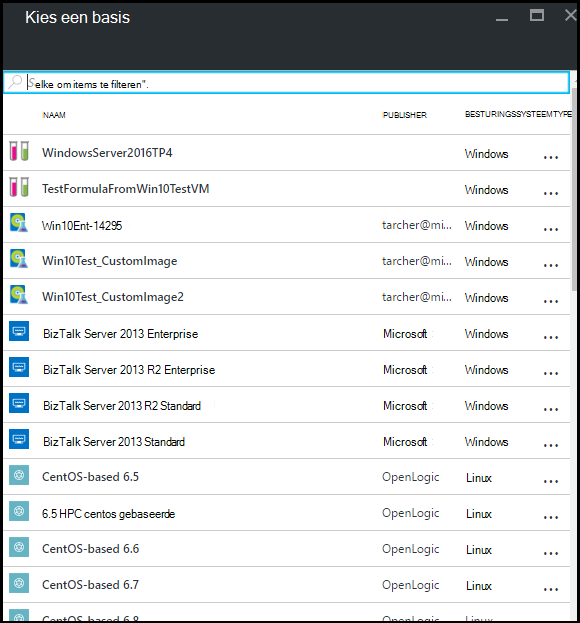 Kies een basis
Selke om items te filteren".
NAAM PUBLISHER BESTURINGSSYSTEEMTYPE
WindowsServer2016TP4 Windows ...
TestFormulaFromWin10TestVM Windows ...
Win10Ent-14295 tarcher@mi... Windows ...
Win10Test_CustomImage tarcher@mi... Windows ...
Win10Test_CustomImage2 tarcher@mi... Windows ...
BizTalk Server 2013 Enterprise Microsoft Windows ...
BizTalk Server 2013 R2 Enterprise Microsoft Windows ...
BizTalk Server 2013 R2 Standard Microsoft Windows ...
BizTalk Server 2013 Standard Microsoft Windows ...
CentOS-based 6.5 OpenLogic Linux ...
6.5 HPC centos gebaseerde OpenLogic Linux ...
CentOS-based 6.6 OpenLogic Linux ...
CentOS-based 6.7 OpenLogic Linux ...
CentOS-based 6.8 OpenLogic Linux